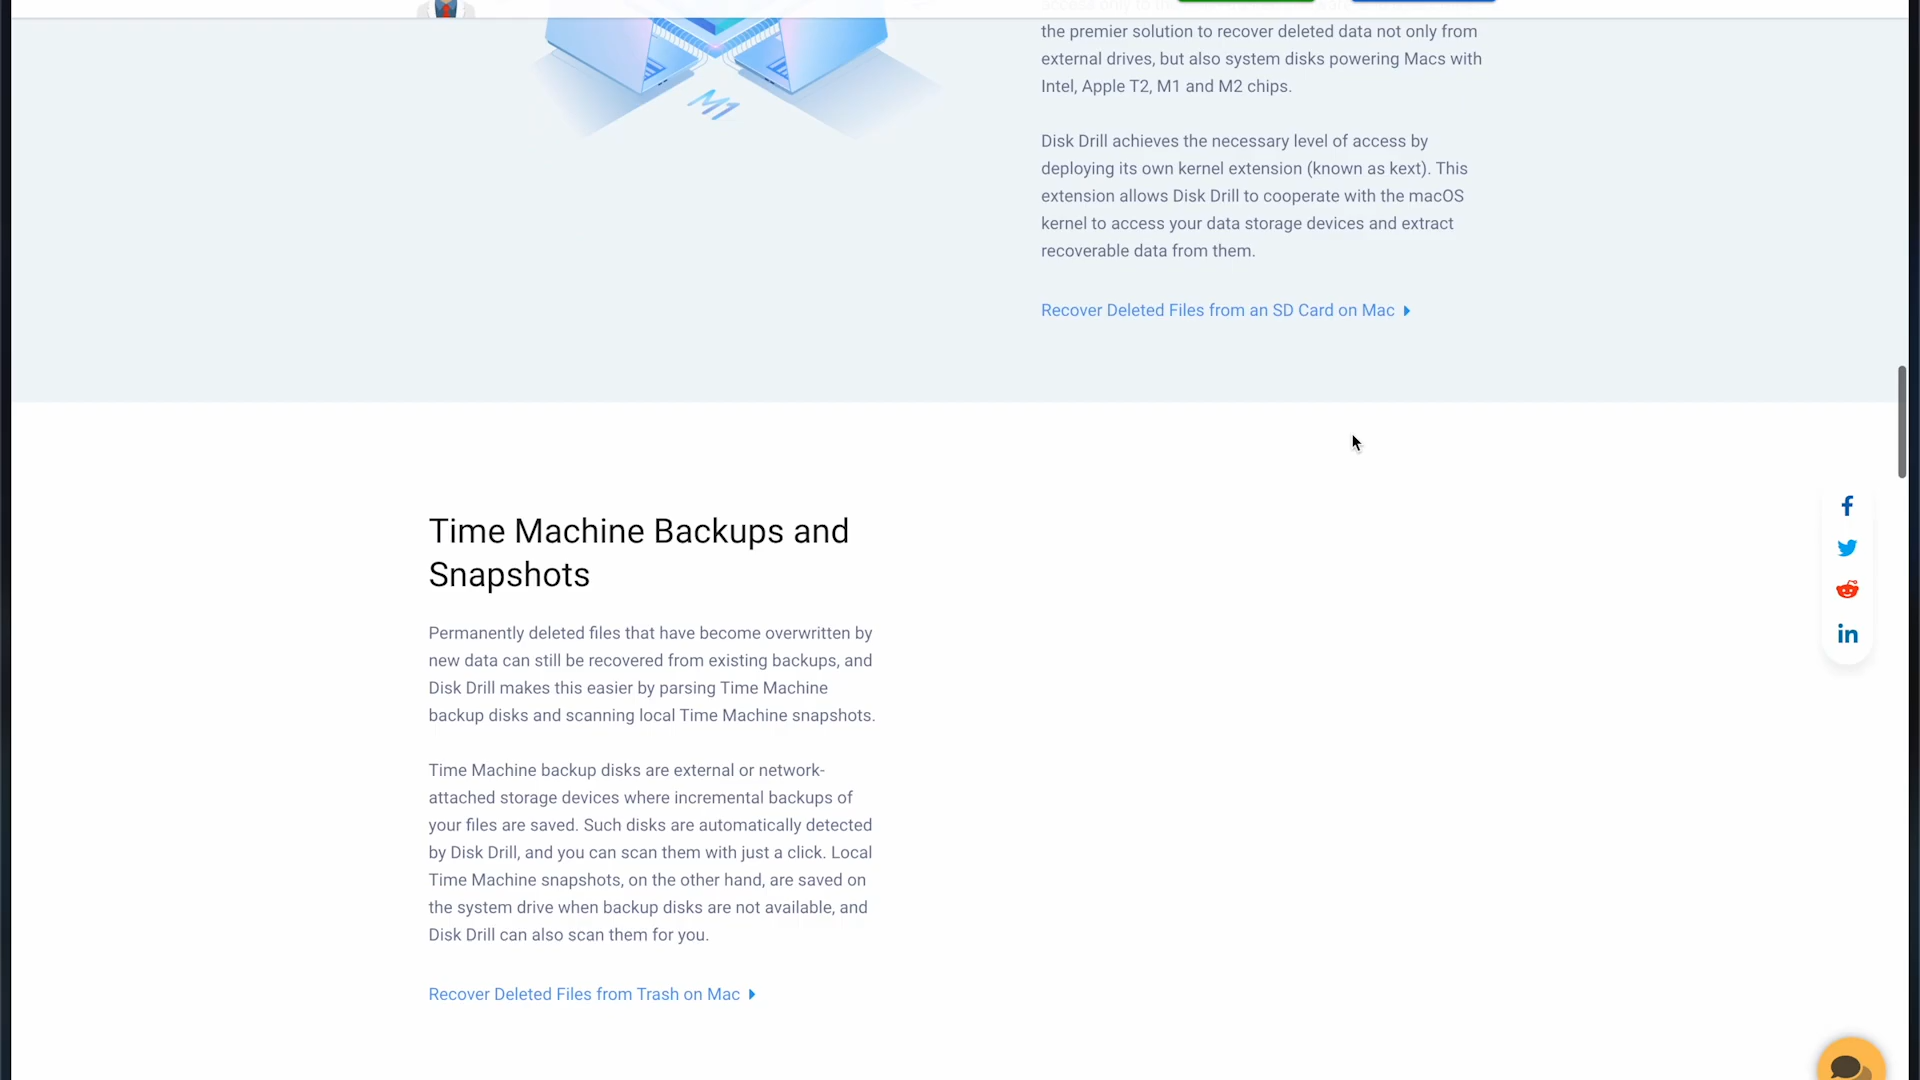 M1
the premier solution to recover deleted data not only from
external drives, but also system disks powering Macs with
Intel, Apple T2, M1 and M2 chips.
Disk Drill achieves the necessary level of access by
deploying its own kernel extension (known as kext). This
extension allows Disk Drill to cooperate with the macOS
kernel to access your data storage devices and extract
recoverable data from them.
Recover Deleted Files from an SD Card on Mac
Time Machine Backups and
Snapshots
Permanently deleted files that have become overwritten by
new data can still be recovered from existing backups, and
Disk Drill makes this easier by parsing Time Machine
backup disks and scanning local Time Machine snapshots.
Time Machine backup disks are external or network-
attached storage devices where incremental backups of
your files are saved. Such disks are automatically detected
by Disk Drill, and you can scan them with just a click. Local
Time Machine snapshots, on the other hand, are saved on
the system drive when backup disks are not available, and
Disk Drill can also scan them for you.
Recover Deleted Files from Trash on Mac